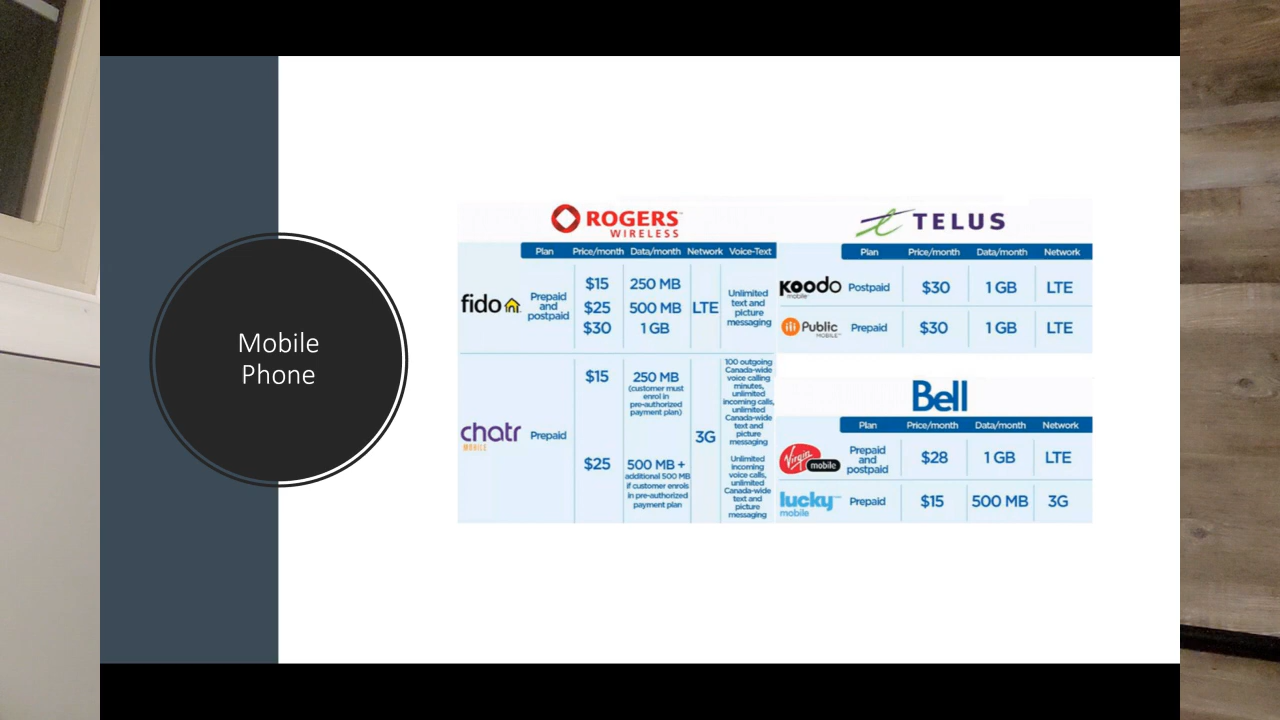 Mobile
Phone
ROGERS™
WIRELESS
Plan Price/month Data/month Network Voice-Text
fido
Prepaid
and
postpaid
$15 250 MB
$25 500 MB
$30 1 GB
LTE
Unlimited
text and
picture
messaging
chatr
MOBILE
Prepaid
$15
250 MB
(customer must
enrol in
pre-authorized
payment plan)
3G
100 outgoing
Canada-wide
voice calling
minutes,
unlimited
incoming calls,
unlimited
Canada-wide
text and
picture
messaging
$25
500 MB +
additional 500 MB
if customer enrols
in pre-authorized
payment plan
Unlimited
incoming
voice calls,
unlimited
Canada-wide
text and
picture
messaging
TELUS
Plan Price/month Data/month Network
koodo
mobile
Postpaid $30 1 GB LTE
Public
MOBILE™
Prepaid $30 1 GB LTE
Bell
Plan Price/month Data/month Network
Virgin
mobile
Prepaid
and
postpaid
$28 1 GB LTE
lucky
mobile
Prepaid $15 500 MB 3G